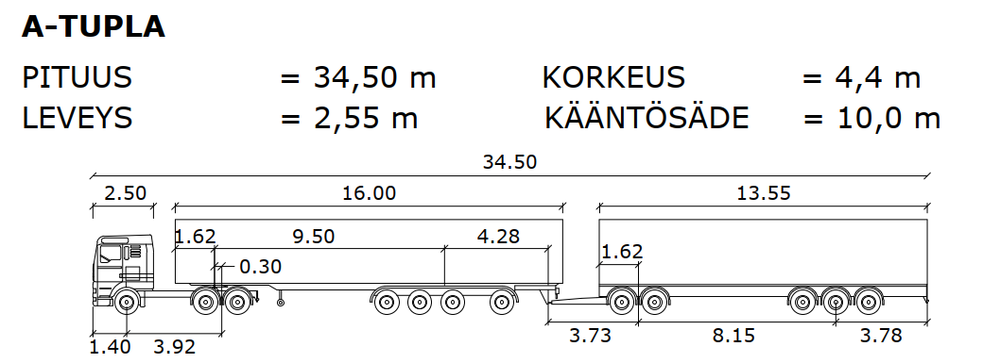 A-TUPLA
PITUUS = 34,50 m KORKEUS = 4,4 m
LEVEYS = 2,55 m KÄÄNTÖSÄDE = 10,0 m
34.50
2.50 16.00 13.55
1.62 9.50 4.28 1.62
0.30
3.73 8.15 3.78
1.40 3.92